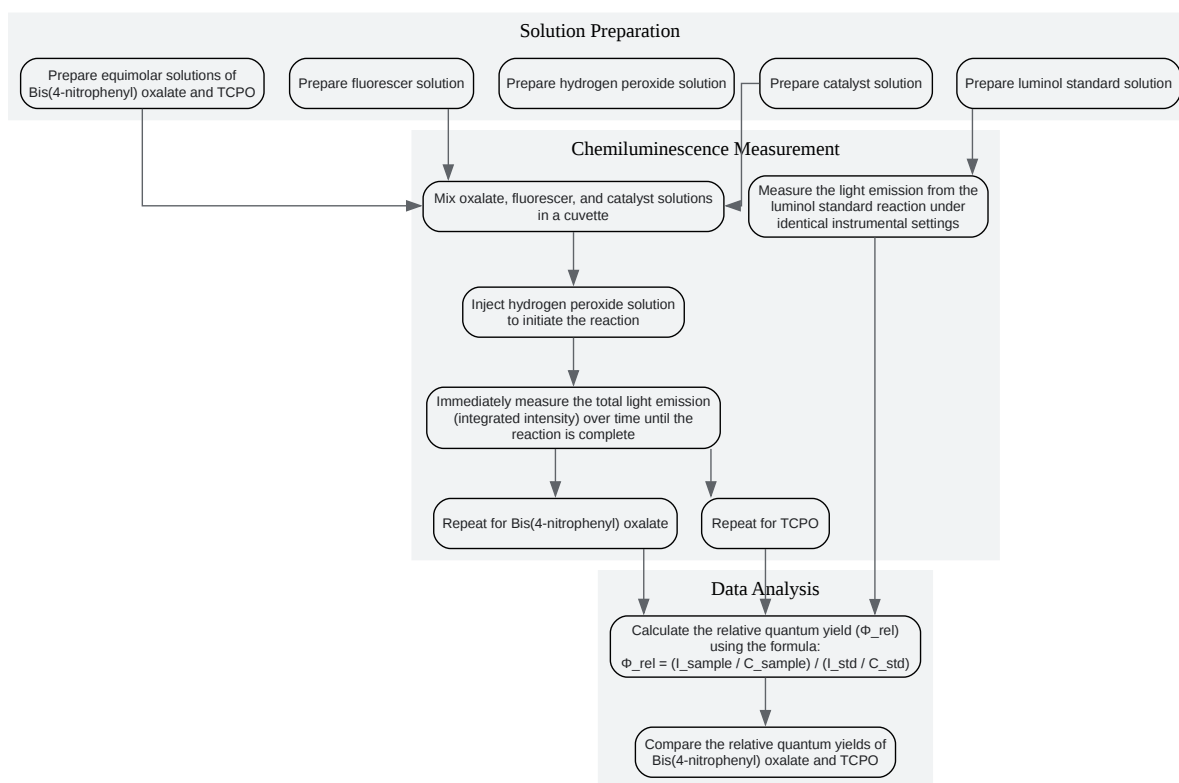 Solution Preparation
Prepare equimolar solutions of
Bis(4-nitrophenyl) oxalate and TCPO
Prepare fluorescer solution
Prepare hydrogen peroxide solution
Prepare catalyst solution
Prepare luminol standard solution
Chemiluminescence Measurement
Mix oxalate, fluorescer, and catalyst solutions
in a cuvette
Measure the light emission from the
luminol standard reaction under
identical instrumental settings
Inject hydrogen peroxide solution
to initiate the reaction
Immediately measure the total light emission
(integrated intensity) over time until the
reaction is complete
Repeat for Bis(4-nitrophenyl) oxalate
Repeat for TCPO
Data Analysis
Calculate the relative quantum yield (Φ_rel)
using the formula:
Φ_rel = (I_sample / C_sample) / (I_std / C_std)
Compare the relative quantum yields of
Bis(4-nitrophenyl) oxalate and TCPO